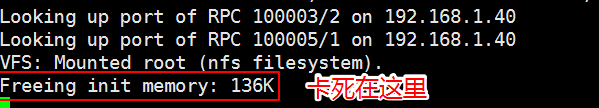 Looking up port of RPC 100003/2 on 192.168.1.40
Looking up port of RPC 100005/1 on 192.168.1.40
VFS: Mounted root (nfs filesystem).
Freeing init memory: 136K 卡死在这里